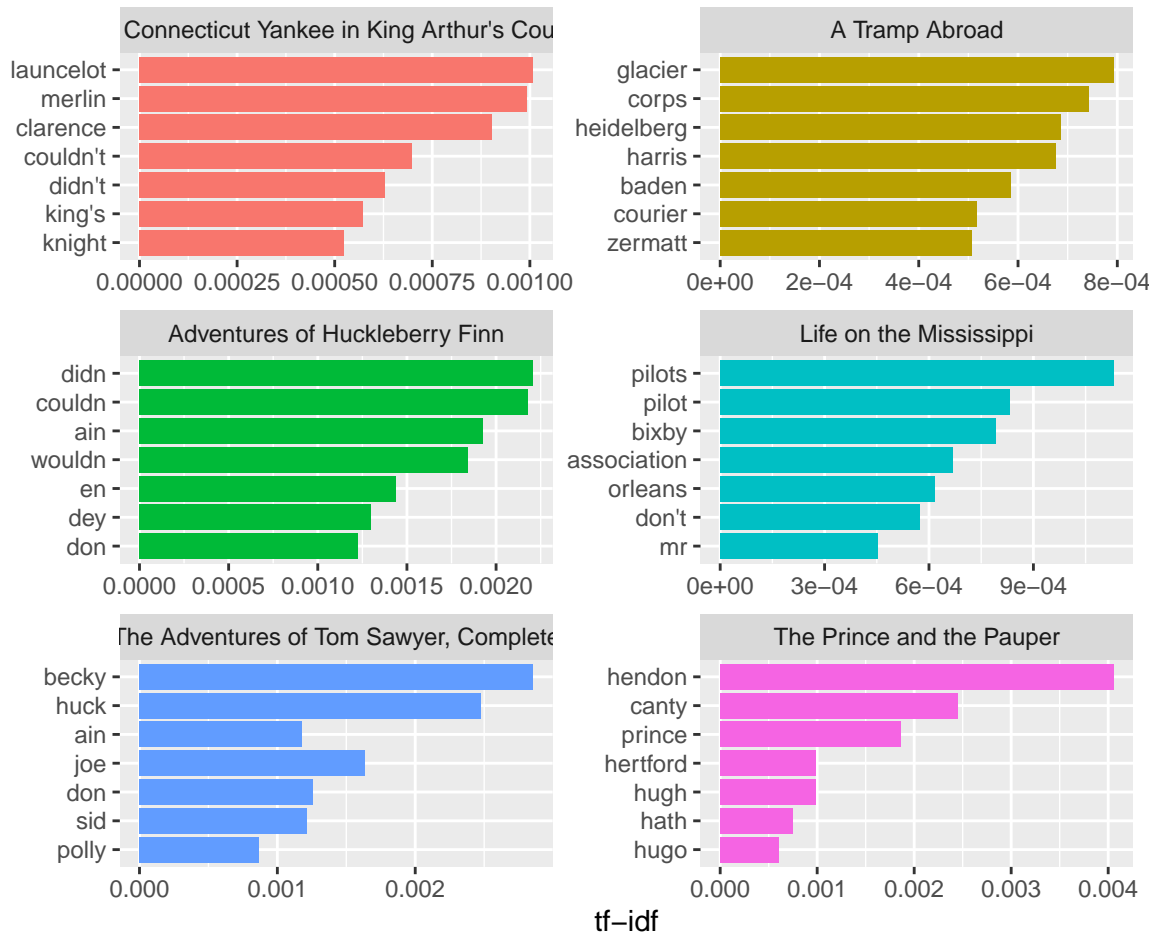 Connecticut Yankee in King Arthur's Cou
launcelot
merlin
clarence
couldn't
didn't
king's
knight
0.00000 0.00025 0.00050 0.00075 0.00100
A Tramp Abroad
glacier
corps
heidelberg
harris
baden
courier
zermatt
0e+00 2e−04 4e−04 6e−04 8e−04
Adventures of Huckleberry Finn
didn
couldn
ain
wouldn
en
dey
don
0.0000 0.0005 0.0010 0.0015 0.0020
Life on the Mississippi
pilots
pilot
bixby
association
orleans
don't
mr
0e+00 3e−04 6e−04 9e−04
The Adventures of Tom Sawyer, Complete
becky
huck
ain
joe
don
sid
polly
0.000 0.001 0.002
The Prince and the Pauper
hendon
canty
prince
hertford
hugh
hath
hugo
0.000 0.001 0.002 0.003 0.004
tf−idf